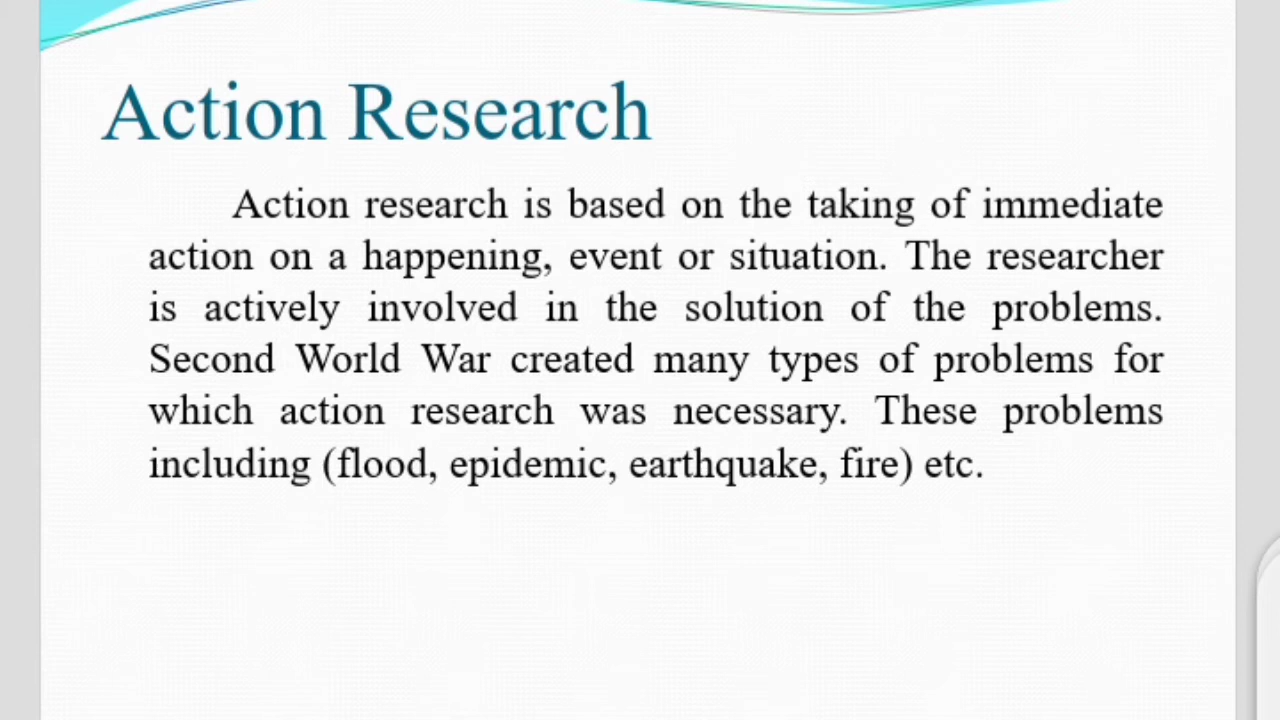 Action Research
Action research is based on the taking of immediate
action on a happening, event or situation. The researcher
is actively involved in the solution of the problems.
Second World War created many types of problems for
which action research was necessary. These problems
including (flood, epidemic, earthquake, fire) etc.